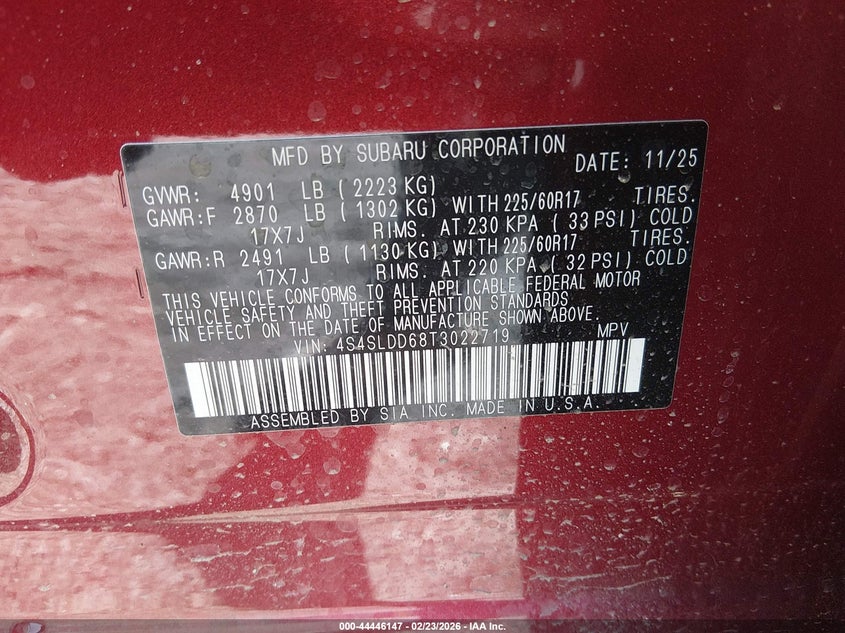 MFD BY SUBARU CORPORATION DATE: 11/25
GVWR: 4901 LB (2223 KG)
GAWR:F 2870 LB (1302 KG) WITH 225/60R17 TIRES.
17X7J RIMS. AT 230 KPA (33 PSI) COLD
GAWR:R 2491 LB (1130 KG) WITH 225/60R17 TIRES.
17X7J RIMS. AT 220 KPA (32 PSI) COLD
THIS VEHICLE CONFORMS TO ALL APPLICABLE FEDERAL MOTOR
VEHICLE SAFETY AND THEFT PREVENTION STANDARDS
IN EFFECT ON THE DATE OF MANUFACTURE SHOWN ABOVE.
VIN: 4S4SLDD68T3022719 MPV
ASSEMBLED BY SIA INC. MADE IN U.S.A.
000-44446147 - 02/23/2026 - IAA Inc.